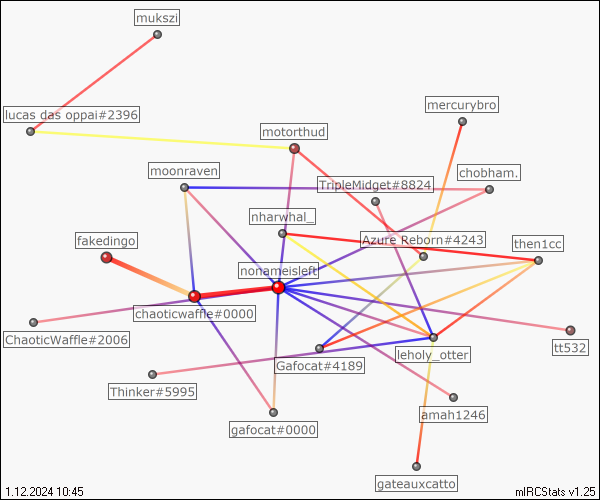 mukszi
lucas das oppai#2396
mercurybro
motorthud
moonraven
chobham.
TripleMidget#8824
nharwhal_
fakedingo
Azure Reborn#4243
then1cc
nonameisleft
chaoticwaffle#0000
ChaoticWaffle#2006
tt532
leholy_otter
Gafocat#4189
Thinker#5995
amah1246
gafocat#0000
gateauxcatto
1.12.2024 10:45
mIRCStats v1.25